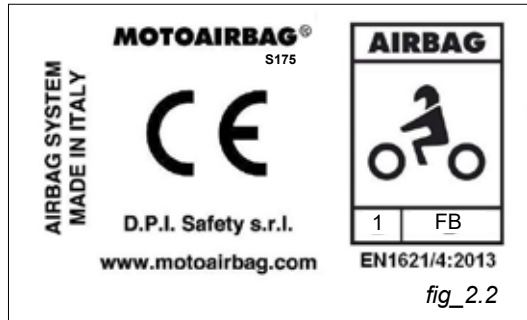 AIRBAG SYSTEM
MADE IN ITALY
MOTOAIRBAG®
S175
CE
D.P.I. Safety s.r.l.
www.motoairbag.com
AIRBAG
1 FB
EN1621/4:2013
fig_2.2